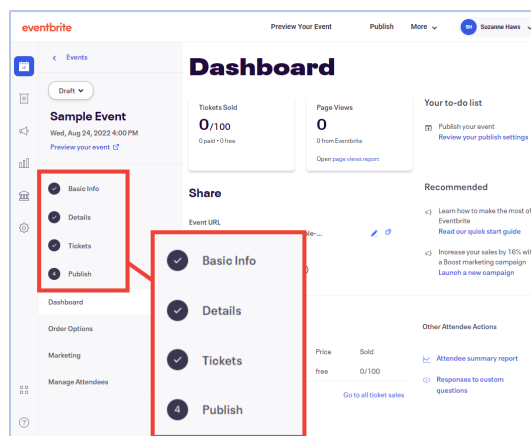 eventbrite
Preview Your Event
Publish
More
SH
Suzanne Haws
Events
Draft
Sample Event
Wed, Aug 24, 2022 4:00 PM
Preview your event
Basic Info
Details
Tickets
4 Publish
Dashboard
Order Options
Marketing
Manage Attendees
Dashboard
Tickets Sold
0/100
0 paid • 0 free
Page Views
0
0 from Eventbrite
Open page views report
Share
Event URL
ple-...
Basic Info
Details
Tickets
4 Publish
Price Sold
free 0/100
Go to all ticket sales
Your to-do list
Publish your event
Review your publish settings
Recommended
Learn how to make the most of
Eventbrite
Read our quick start guide
Increase your sales by 16% wit
a Boost marketing campaign
Launch a new campaign
Other Attendee Actions
Attendee summary report
Responses to custom
questions